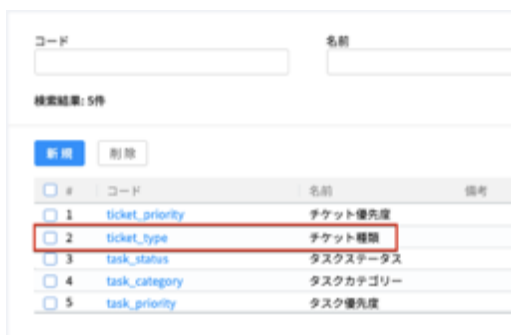 コード 名前
検索結果: 5件
新規 削除
# コード 名前 備考
1 ticket_priority チケット優先度
2 ticket_type チケット種類
3 task_status タスクステータス
4 task_category タスクカテゴリー
5 task_priority タスク優先度